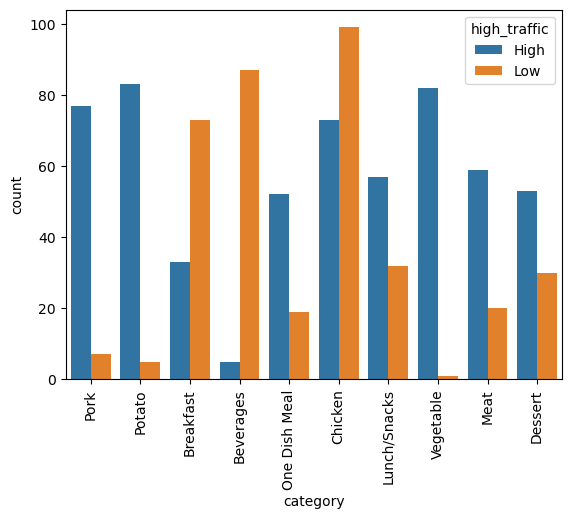 high_traffic
High
Low
count
100
80
60
40
20
0
Pork
Potato
Breakfast
Beverages
One Dish Meal
Chicken
Lunch/Snacks
Vegetable
Meat
Dessert
category